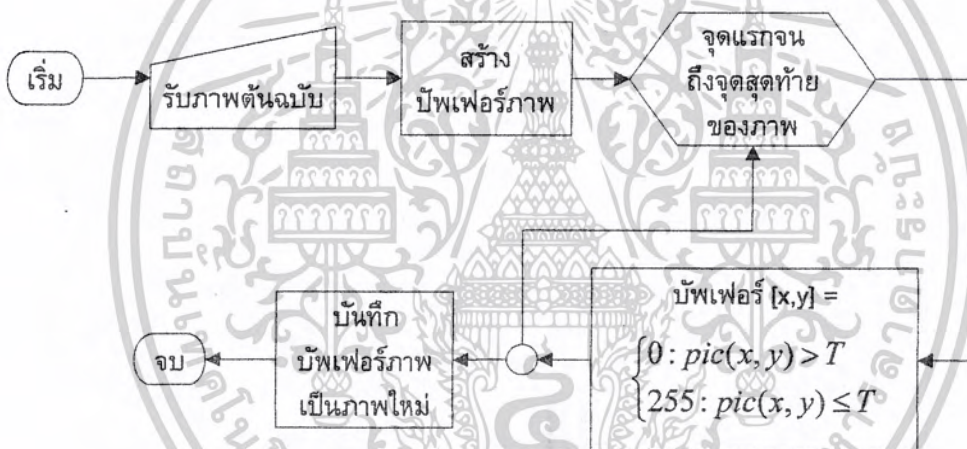 เริ่ม
รับภาพต้นฉบับ
สร้าง
บัพเฟอร์ภาพ
จุดแรกจน
ถึงจุดสุดท้าย
ของภาพ
บัพเฟอร์ [x,y] =
0: pic(x, y) > T
255: pic(x, y) ≤ T
บันทึก
บัพเฟอร์ภาพ
เป็นภาพใหม่
จบ